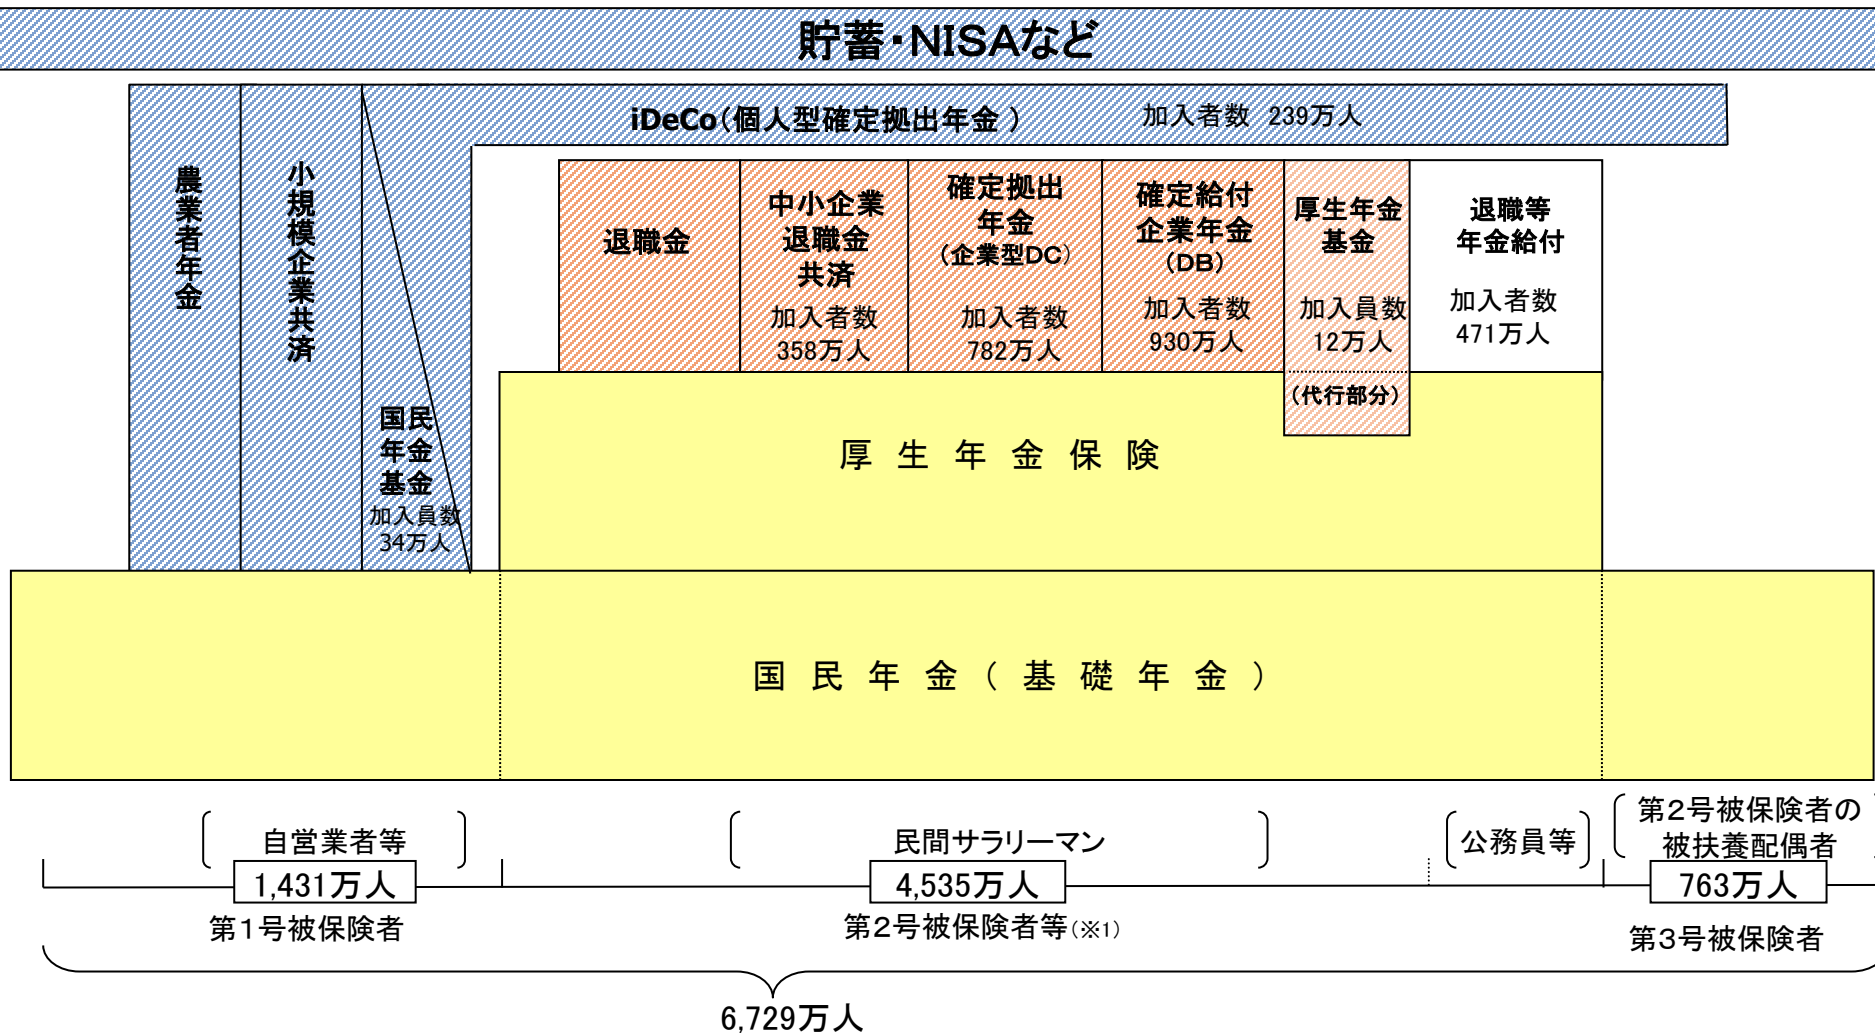 貯蓄・NISAなど
iDeCo（個人型確定拠出年金 ）　加入者数 239万人
農業者年金
小規模企業共済
国民
年金
基金
加入員数
34万人
退職金
中小企業
退職金
共済
加入者数
358万人
確定拠出
年金
（企業型DC）
加入者数
782万人
確定給付
企業年金
（DB）
加入者数
930万人
厚生年金
基金
加入員数
12万人
（代行部分）
退職等
年金給付
加入者数
471万人
厚 生 年 金 保 険
国 民 年 金 （ 基 礎 年 金 ）
自営業者等
1,431万人
第１号被保険者
民間サラリーマン
4,535万人
第２号被保険者等（※1）
公務員等
第２号被保険者の
被扶養配偶者
763万人
第３号被保険者
6,729万人